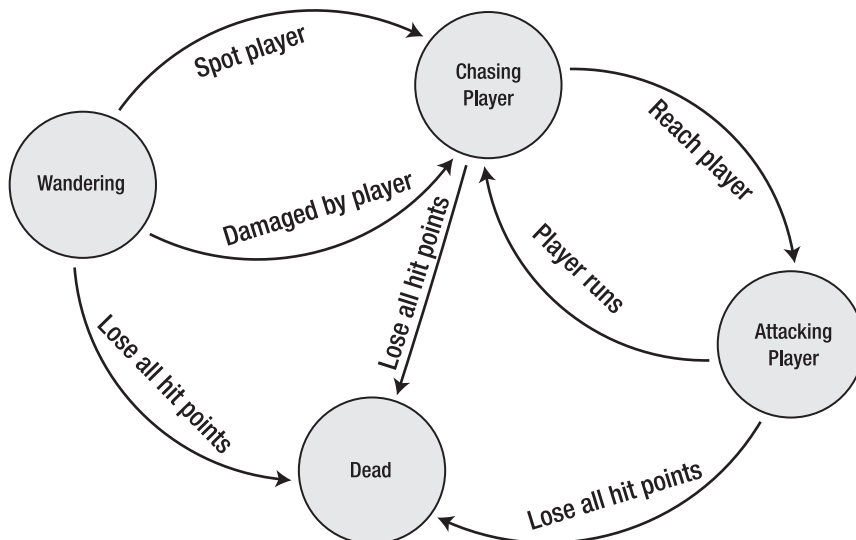 Spot player
Chasing
Player
Reach player
Wandering
Damaged by player
Lose all hit points
Player runs
Lose all hit points
Attacking
Player
Dead
Lose all hit points